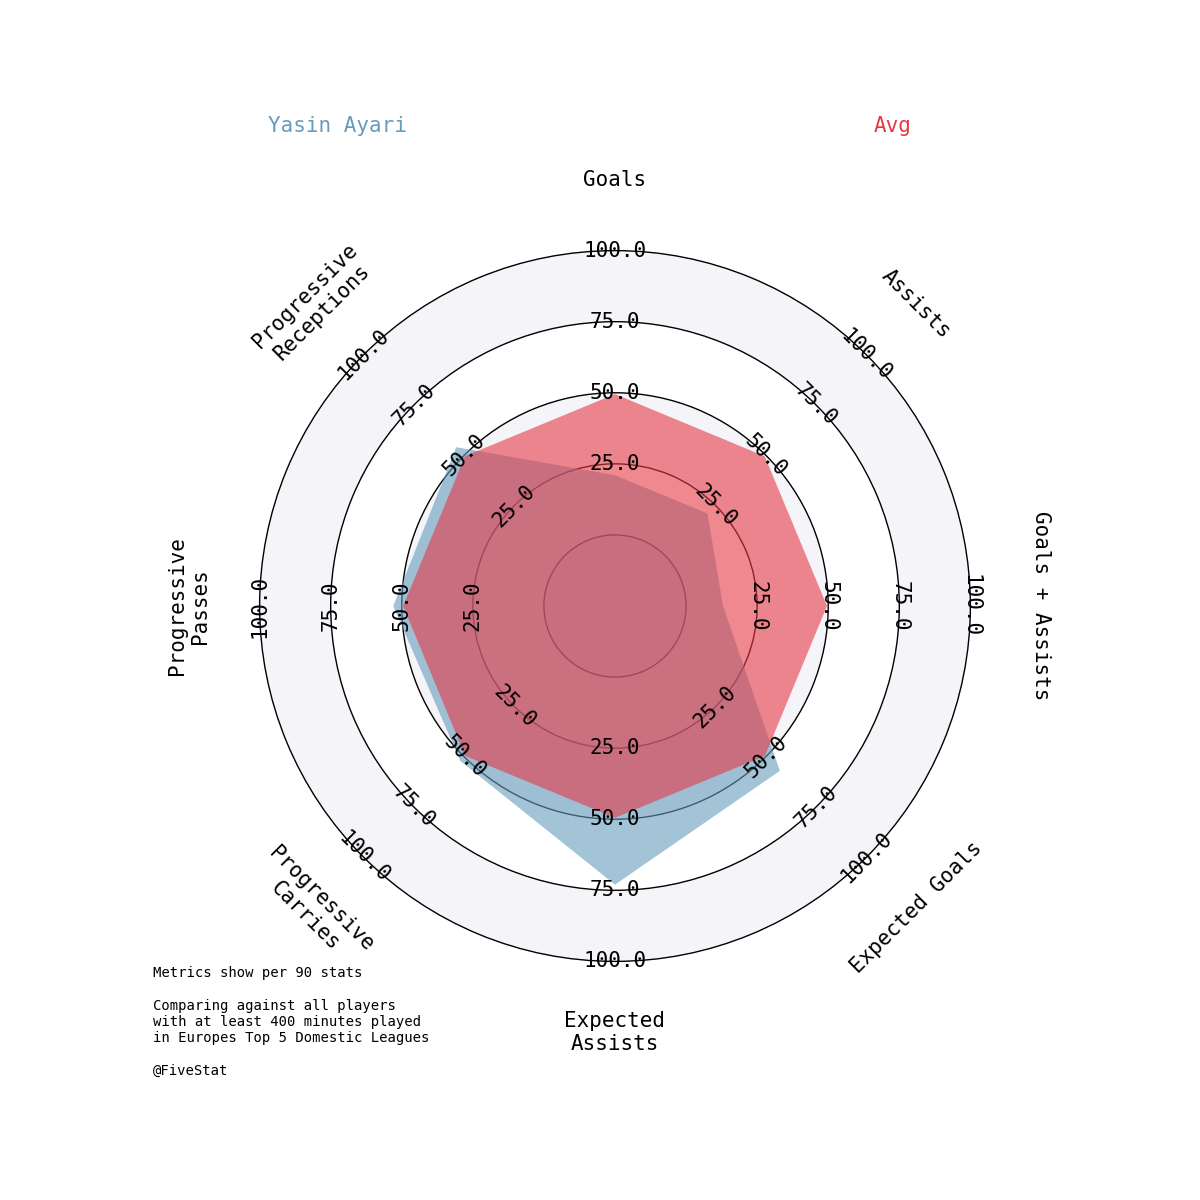 Yasin Ayari
Avg
Goals
Progressive
Receptions
Assists
100.0
100.0
100.0
75.0
75.0
75.0
50.0
50.0
50.0
25.0
25.0
25.0
Progressive
Passes
100.0
75.0
50.0
25.0
25.0
50.0
75.0
100.0
Goals + Assists
25.0
25.0
25.0
50.0
50.0
50.0
75.0
75.0
75.0
100.0
100.0
100.0
Progressive
Carries
Expected Goals
Expected
Assists
Metrics show per 90 stats
Comparing against all players
with at least 400 minutes played
in Europes Top 5 Domestic Leagues
@FiveStat